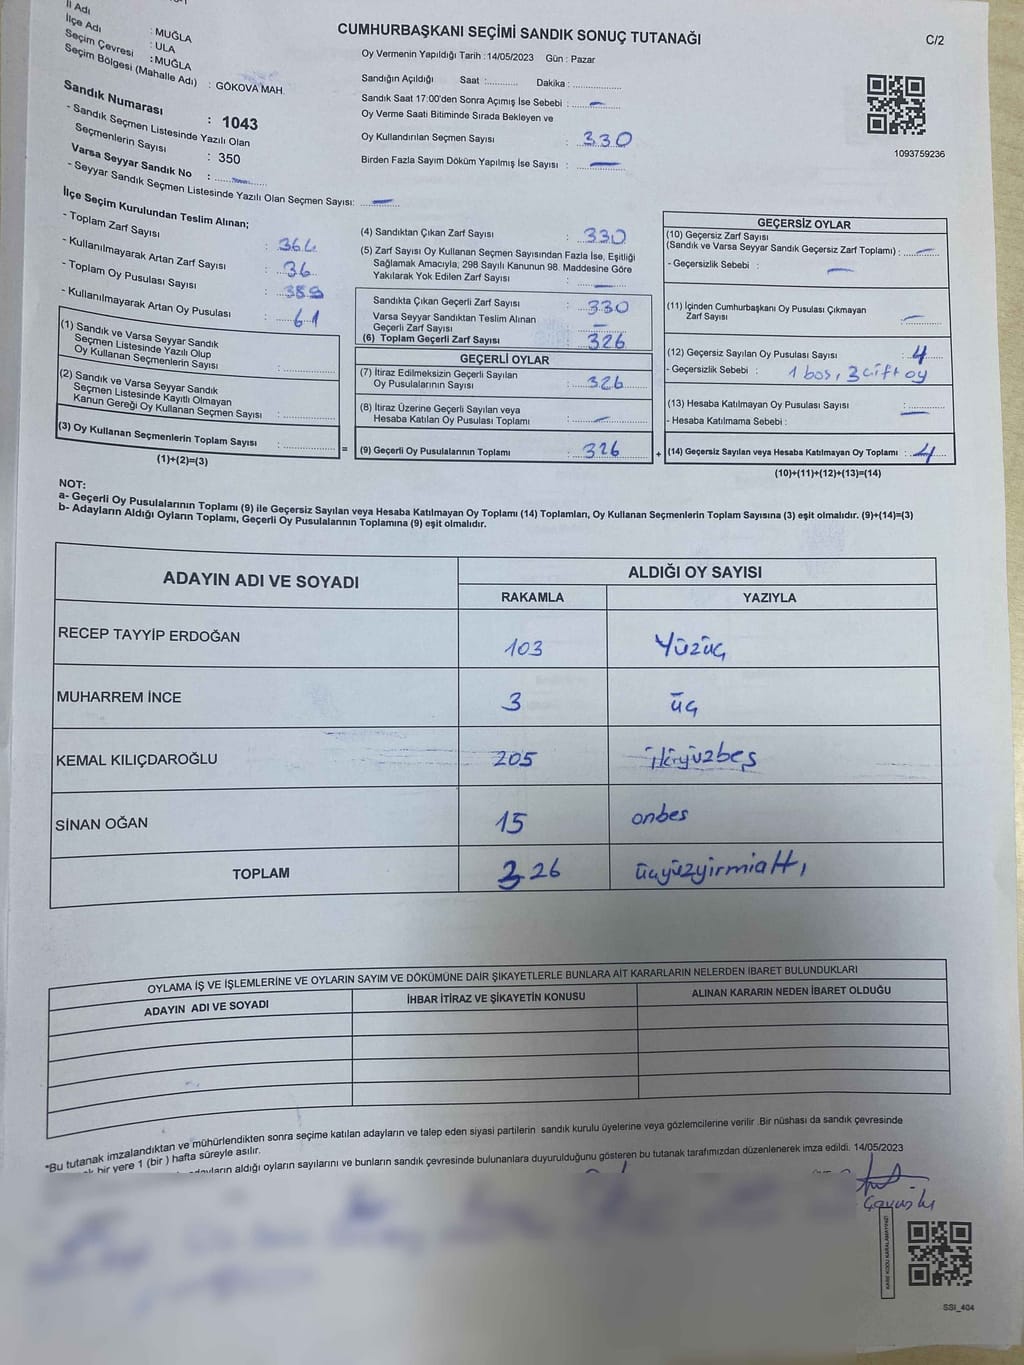 İl Adı : MUĞLA
İlçe Adı : ULA
Seçim Çevresi : MUĞLA
Seçim Bölgesi (Mahalle Adı) : GÖKOVA MAH.
Sandık Numarası : 1043
- Sandık Seçmen Listesinde Yazılı Olan
Seçmenlerin Sayısı : 350
Varsa Seyyar Sandık No : –
- Seyyar Sandık Seçmen Listesinde Yazılı Olan Seçmen Sayısı: –
CUMHURBAŞKANI SEÇİMİ SANDIK SONUÇ TUTANAĞI
C/2
Oy Vermenin Yapıldığı Tarih : 14/05/2023 Gün : Pazar
Sandığın Açıldığı Saat :........... Dakika : ...................
Sandık Saat 17:00'den Sonra Açımış İse Sebebi : –
Oy Verme Saati Bitiminde Sırada Bekleyen ve
Oy Kullandırılan Seçmen Sayısı : 330
Birden Fazla Sayım Döküm Yapılmış İse Sayısı : –
1093759236
İlçe Seçim Kurulundan Teslim Alınan;
- Toplam Zarf Sayısı :
- Kullanılmayarak Artan Zarf Sayısı : 36
- Toplam Oy Pusulası Sayısı :
- Kullanılmayarak Artan Oy Pusulası : 61
(1) Sandık ve Varsa Seyyar Sandık
Seçmen Listesinde Yazılı Olup
Oy Kullanan Seçmenlerin Sayısı : ...................
(2) Sandık ve Varsa Seyyar Sandık
Seçmen Listesinde Kayıtlı Olmayan
Kanun Gereği Oy Kullanan Seçmen Sayısı : ...................
(3) Oy Kullanan Seçmenlerin Toplam Sayısı : ...................
(1)+(2)=(3)
=
(4) Sandıktan Çıkan Zarf Sayısı : 330
(5) Zarf Sayısı Oy Kullanan Seçmen Sayısından Fazla İse, Eşitliği
Sağlamak Amacıyla; 298 Sayılı Kanunun 98. Maddesine Göre
Yakılarak Yok Edilen Zarf Sayısı : –
Sandıkta Çıkan Geçerli Zarf Sayısı : 330
Varsa Seyyar Sandıktan Teslim Alınan
Geçerli Zarf Sayısı : –
(6) Toplam Geçerli Zarf Sayısı : 326
GEÇERLİ OYLAR
(7) İtiraz Edilmeksizin Geçerli Sayılan
Oy Pusulalarının Sayısı : 326
(8) İtiraz Üzerine Geçerli Sayılan veya
Hesaba Katılan Oy Pusulası Toplamı : –
(9) Geçerli Oy Pusulalarının Toplamı : 326
+
GEÇERSİZ OYLAR
(10) Geçersiz Zarf Sayısı
(Sandık ve Varsa Seyyar Sandık Geçersiz Zarf Toplamı) : –
- Geçersizlik Sebebi : –
(11) İçinden Cumhurbaşkanı Oy Pusulası Çıkmayan
Zarf Sayısı : –
(12) Geçersiz Sayılan Oy Pusulası Sayısı : 4
- Geçersizlik Sebebi : 1 boş, 3 çift oy
(13) Hesaba Katılmayan Oy Pusulası Sayısı : –
- Hesaba Katılmama Sebebi :
(14) Geçersiz Sayılan veya Hesaba Katılmayan Oy Toplamı : 4
(10)+(11)+(12)+(13)=(14)
NOT:
a- Geçerli Oy Pusulalarının Toplamı (9) ile Geçersiz Sayılan veya Hesaba Katılmayan Oy Toplamı (14) Toplamları, Oy Kullanan Seçmenlerin Toplam Sayısına (3) eşit olmalıdır. (9)+(14)=(3)
b- Adayların Aldığı Oyların Toplamı, Geçerli Oy Pusulalarının Toplamına (9) eşit olmalıdır.
ADAYIN ADI VE SOYADI ALDIĞI OY SAYISI
RAKAMLA YAZIYLA
RECEP TAYYİP ERDOĞAN 103 Yüzüç
MUHARREM İNCE 3 üç
KEMAL KILIÇDAROĞLU 205 ikiyüzbeş
SİNAN OĞAN 15 onbes
TOPLAM 326 üçyüzyirmialtı
OYLAMA İŞ VE İŞLEMLERİNE VE OYLARIN SAYIM VE DÖKÜMÜNE DAİR ŞİKAYETLERLE BUNLARA AİT KARARLARIN NELERDEN İBARET BULUNDUKLARI
ADAYIN ADI VE SOYADI İHBAR İTİRAZ VE ŞİKAYETİN KONUSU ALINAN KARARIN NEDEN İBARET OLDUĞU
*Bu tutanak imzalandıktan ve mühürlendikten sonra seçime katılan adayların ve talep eden siyasi partilerin sandık kurulu üyelerine veya gözlemcilerine verilir .Bir nüshası da sandık çevresinde
bir yere 1 (bir ) hafta süreyle asılır.
aldığı oyların sayılarını ve bunların sandık çevresinde bulunanlara duyurulduğunu gösteren bu tutanak tarafımızdan düzenlenerek imza edildi. 14/05/2023
KARE KODU KARALAMAYINIZ!
SSI_404